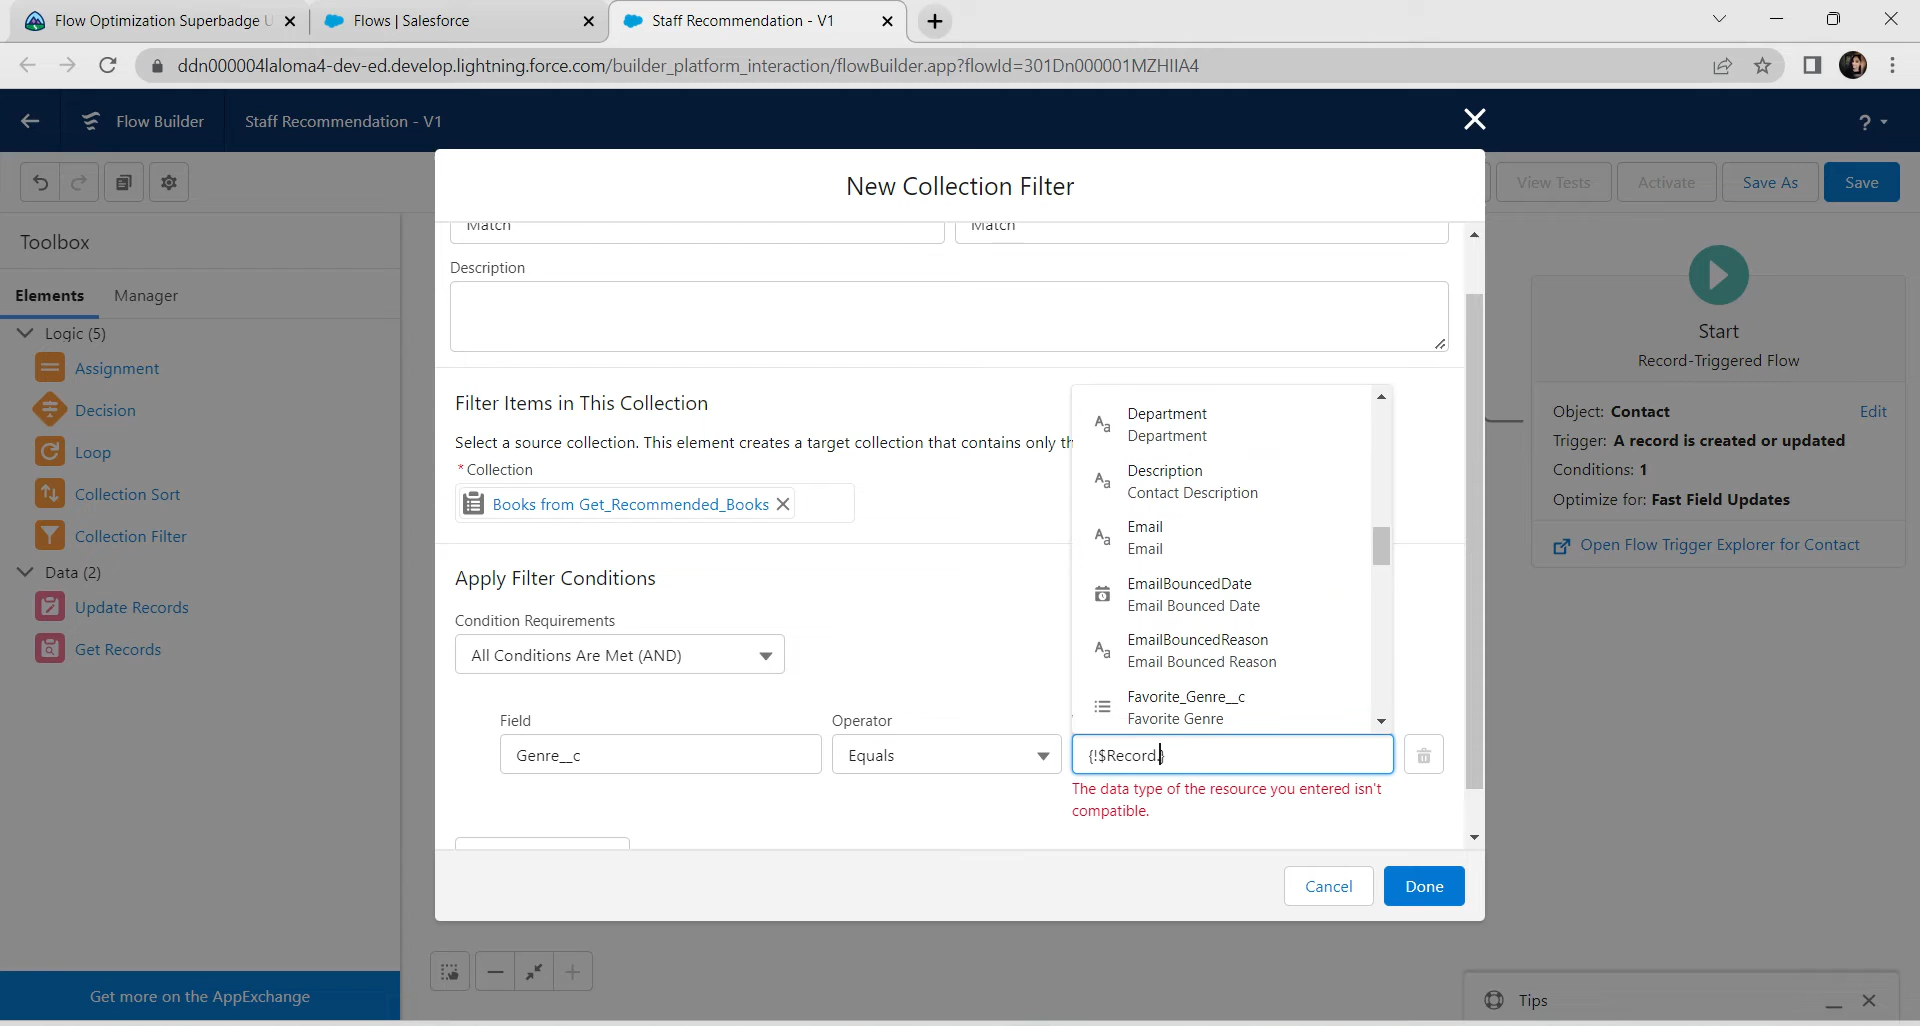 Flow Optimization Superbadge U
Flows | Salesforce
Staff Recommendation - V1
ddn000004laloma4-dev-ed.develop.lightning.force.com/builder_platform_interaction/flowBuilder.app?flowId=301Dn000001MZHIIA4
Flow Builder
Staff Recommendation - V1
?
View Tests
Activate
Save As
Save
New Collection Filter
Toolbox
Elements
Manager
Logic (5)
Assignment
Decision
Loop
Collection Sort
Collection Filter
Data (2)
Update Records
Get Records
Get more on the AppExchange
Match
Match
Description
Filter Items in This Collection
Select a source collection. This element creates a target collection that contains only th
* Collection
Books from Get_Recommended_Books
Apply Filter Conditions
Condition Requirements
All Conditions Are Met (AND)
Field
Operator
Genre__c
Equals
{!$Record.}
The data type of the resource you entered isn't
compatible.
Department
Department
Description
Contact Description
Email
Email
EmailBouncedDate
Email Bounced Date
EmailBouncedReason
Email Bounced Reason
Favorite_Genre__c
Favorite Genre
Cancel
Done
Start
Record-Triggered Flow
Object: Contact
Edit
Trigger: A record is created or updated
Conditions: 1
Optimize for: Fast Field Updates
Open Flow Trigger Explorer for Contact
Tips